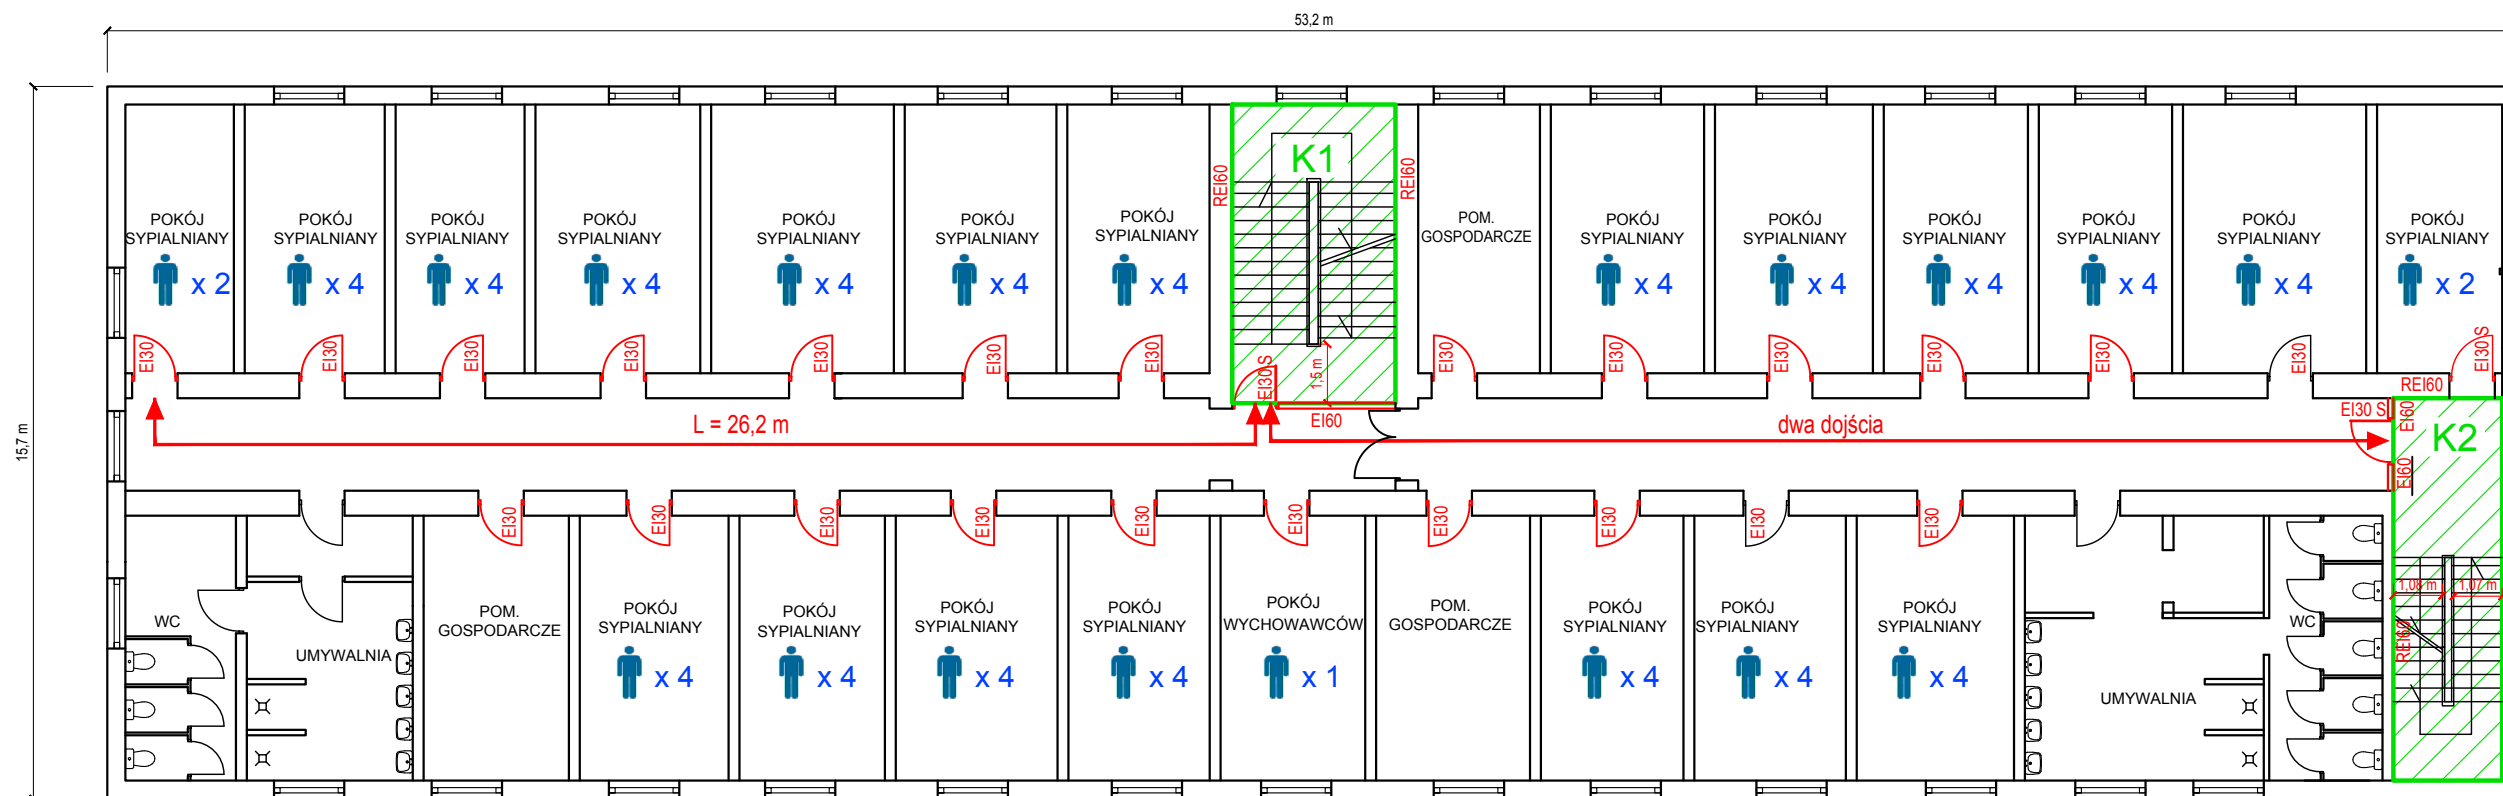 53,2 m
15,7 m
POKÓJ
SYPIALNIANY
x 2
POKÓJ
SYPIALNIANY
x 4
POKÓJ
SYPIALNIANY
x 4
POKÓJ
SYPIALNIANY
x 4
POKÓJ
SYPIALNIANY
x 4
POKÓJ
SYPIALNIANY
x 4
POKÓJ
SYPIALNIANY
x 4
REI60
K1
REI60
POM.
GOSPODARCZE
POKÓJ
SYPIALNIANY
x 4
POKÓJ
SYPIALNIANY
x 4
POKÓJ
SYPIALNIANY
x 4
POKÓJ
SYPIALNIANY
x 4
POKÓJ
SYPIALNIANY
x 4
POKÓJ
SYPIALNIANY
x 2
EI30
EI30
EI30
EI30
EI30
EI30
EI30
EI30 S
1,5 m
EI30
EI30
EI30
EI30
EI30
EI30
EI30 S
REI60
EI60
EI30 S
EI60
L = 26,2 m
dwa dojścia
K2
EI60
EI30
EI30
EI30
EI30
EI30
EI30
EI30
EI30
EI30
EI30
WC
UMYWALNIA
POM.
GOSPODARCZE
POKÓJ
SYPIALNIANY
x 4
POKÓJ
SYPIALNIANY
x 4
POKÓJ
SYPIALNIANY
x 4
POKÓJ
SYPIALNIANY
x 4
POKÓJ
WYCHOWAWCÓW
x 1
POM.
GOSPODARCZE
POKÓJ
SYPIALNIANY
x 4
POKÓJ
SYPIALNIANY
x 4
POKÓJ
SYPIALNIANY
x 4
UMYWALNIA
WC
1,08 m
1,07 m
REI60